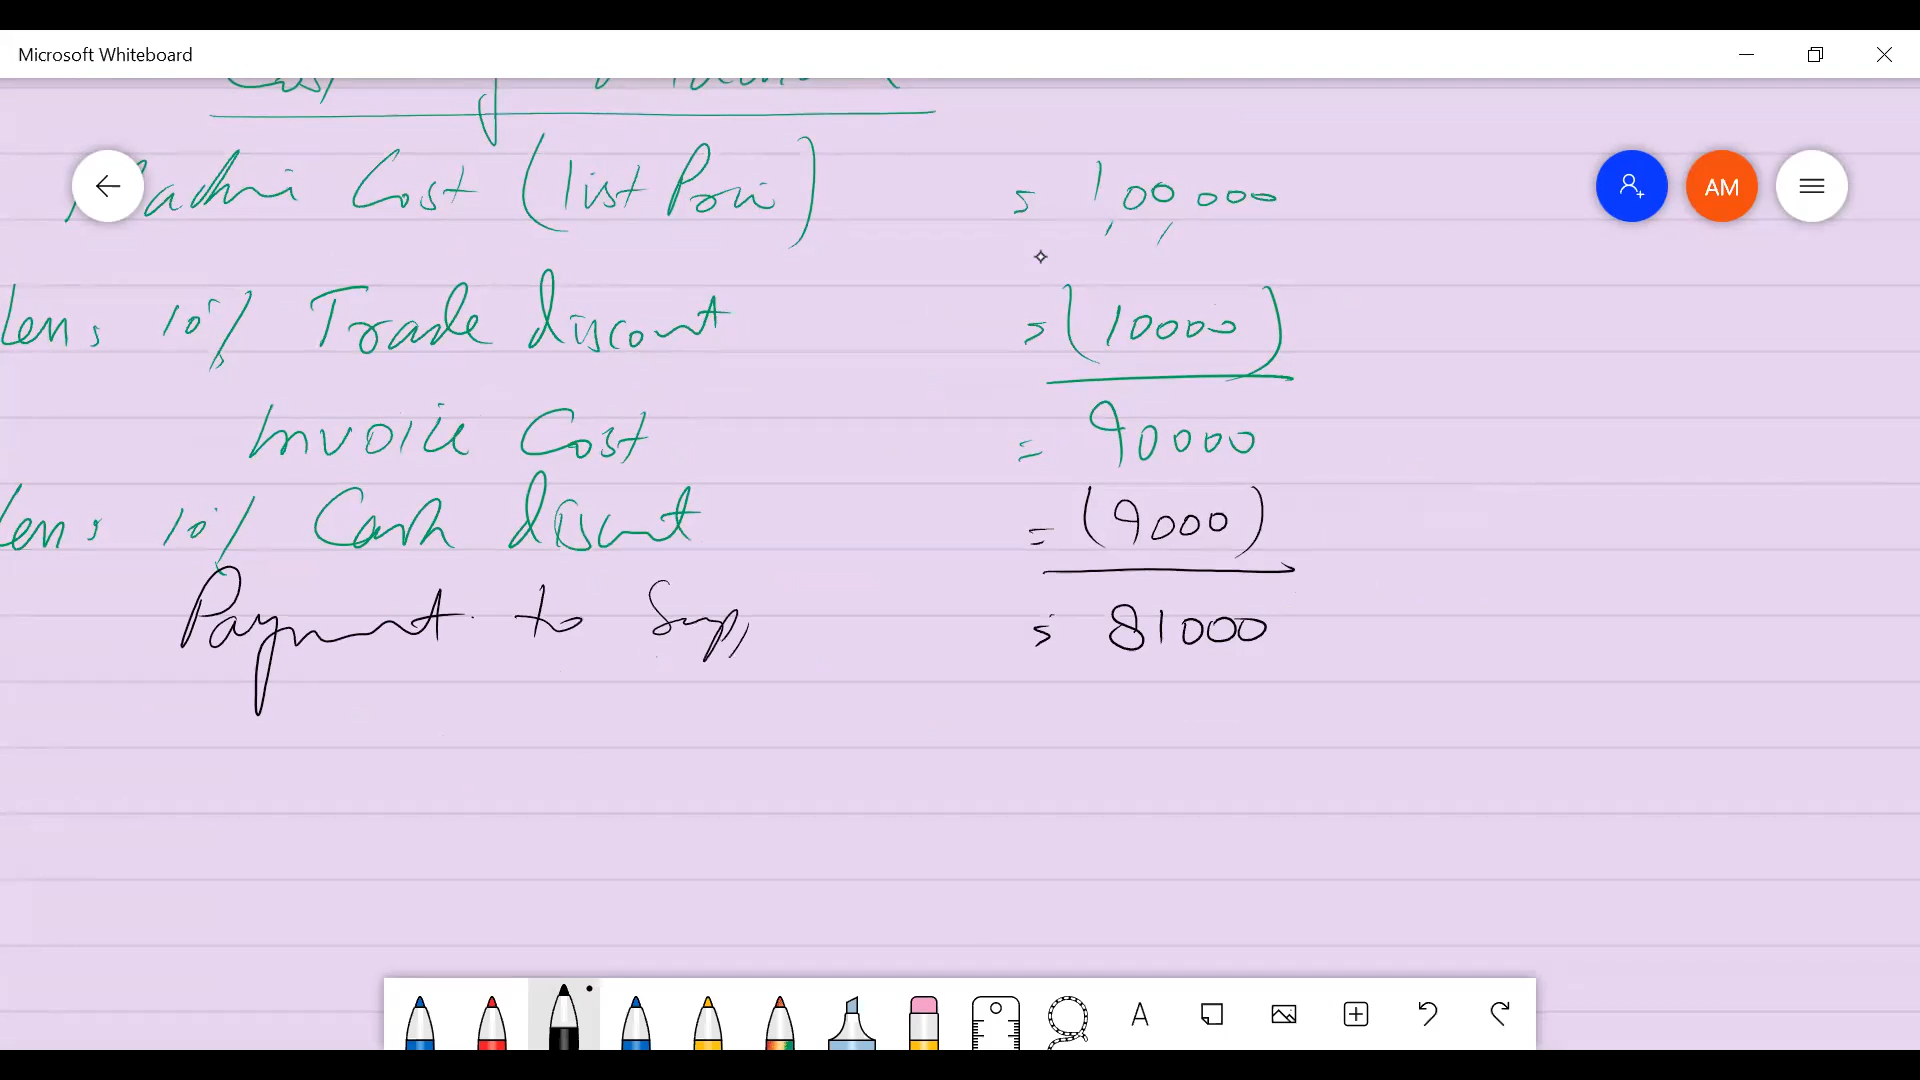 Microsoft Whiteboard
Cost (list Price) = 1,00,000
AM
Less: 10% Trade discount = (10000)
Invoice Cost = 90000
Less: 10% Cash discount = (9000)
Payment to Supp = 81000
A